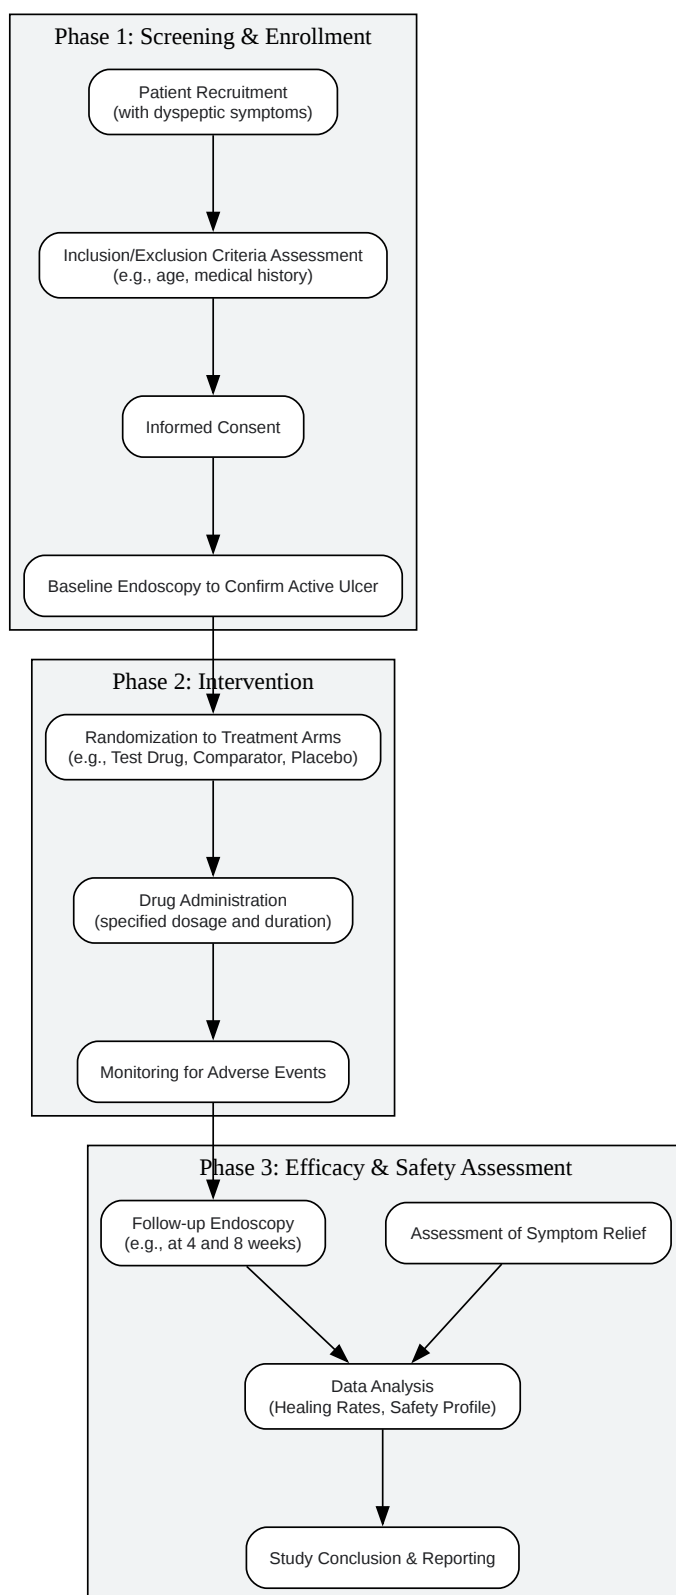 Phase 1: Screening & Enrollment
Patient Recruitment
(with dyspeptic symptoms)
Inclusion/Exclusion Criteria Assessment
(e.g., age, medical history)
Informed Consent
Baseline Endoscopy to Confirm Active Ulcer
Phase 2: Intervention
Randomization to Treatment Arms
(e.g., Test Drug, Comparator, Placebo)
Drug Administration
(specified dosage and duration)
Monitoring for Adverse Events
Phase 3: Efficacy & Safety Assessment
Follow-up Endoscopy
(e.g., at 4 and 8 weeks)
Assessment of Symptom Relief
Data Analysis
(Healing Rates, Safety Profile)
Study Conclusion & Reporting